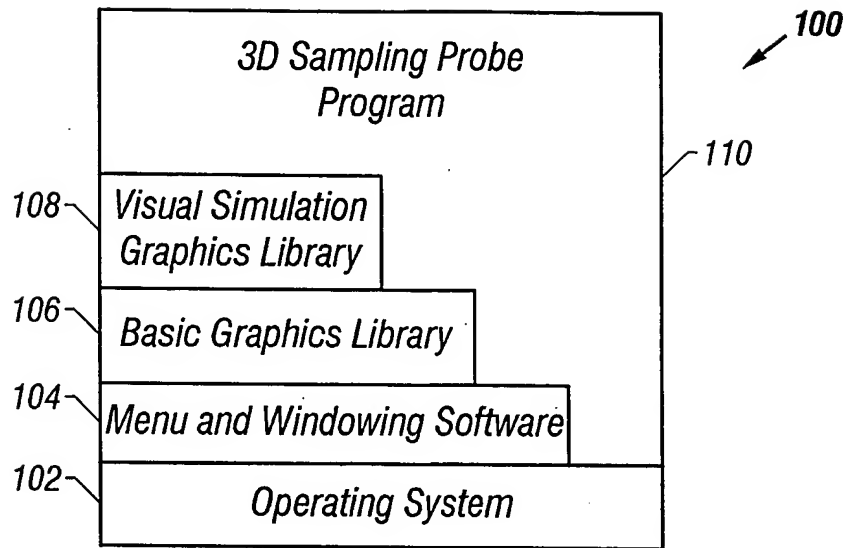 100
3D Sampling Probe
Program
110
108
Visual Simulation
Graphics Library
106
Basic Graphics Library
104
Menu and Windowing Software
102
Operating System